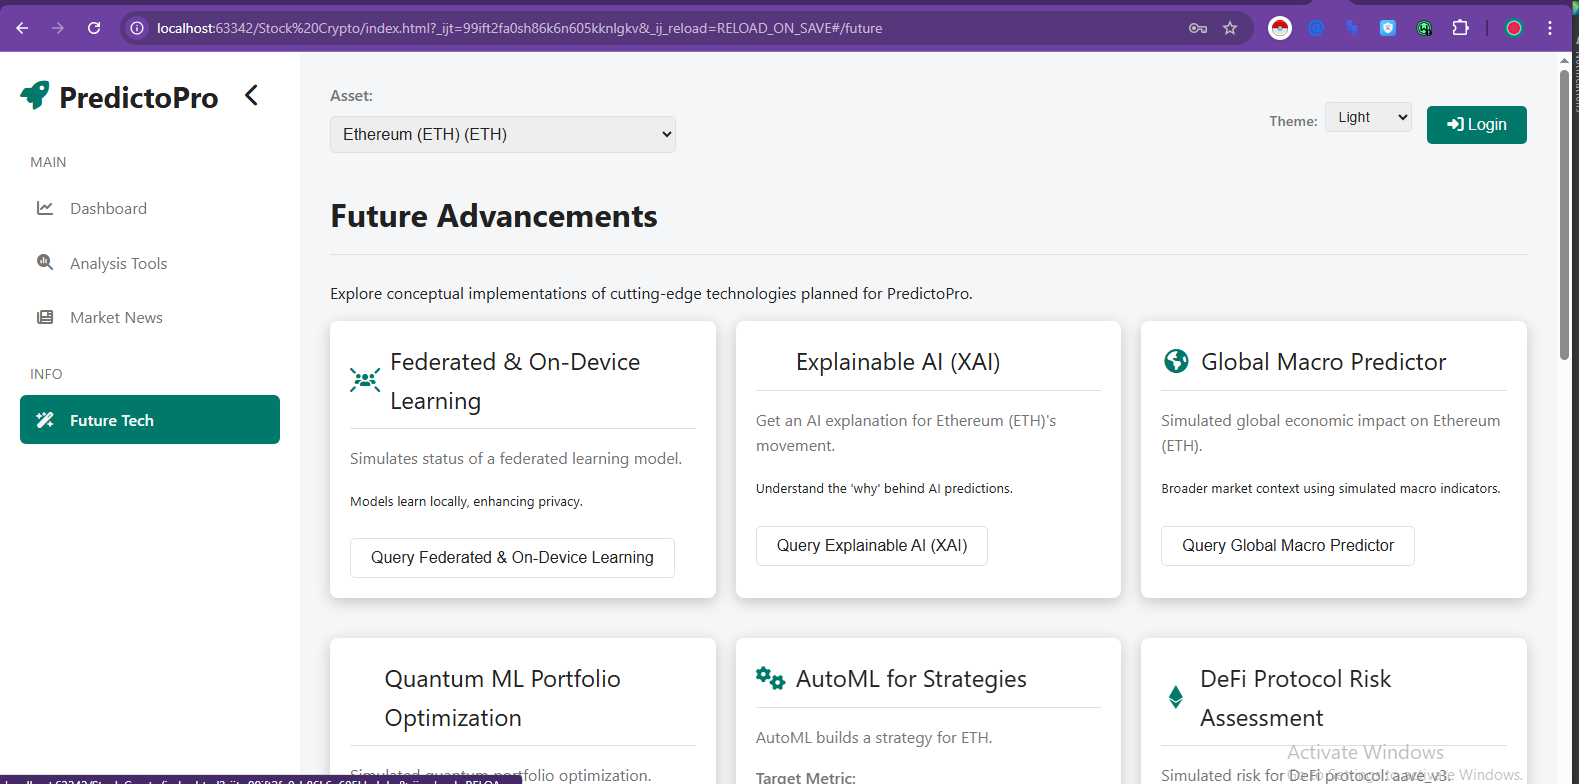 localhost:63342/Stock%20Crypto/index.html?_ijt=99ift2fa0sh86k6n605kknlgkv&_ij_reload=RELOAD_ON_SAVE#/future
PredictoPro
MAIN
Dashboard
Analysis Tools
Market News
INFO
Future Tech
Asset:
Ethereum (ETH) (ETH)
Theme:
Light
Login
Future Advancements
Explore conceptual implementations of cutting-edge technologies planned for PredictoPro.
Federated & On-Device
Learning
Simulates status of a federated learning model.
Models learn locally, enhancing privacy.
Query Federated & On-Device Learning
Explainable AI (XAI)
Get an AI explanation for Ethereum (ETH)'s
movement.
Understand the 'why' behind AI predictions.
Query Explainable AI (XAI)
Global Macro Predictor
Simulated global economic impact on Ethereum
(ETH).
Broader market context using simulated macro indicators.
Query Global Macro Predictor
Quantum ML Portfolio
Optimization
Simulated quantum portfolio optimization.
AutoML for Strategies
AutoML builds a strategy for ETH.
Target Metric:
DeFi Protocol Risk
Assessment
Simulated risk for DeFi protocol: aave_v3.
Activate Windows
Go to Settings to activate Windows.